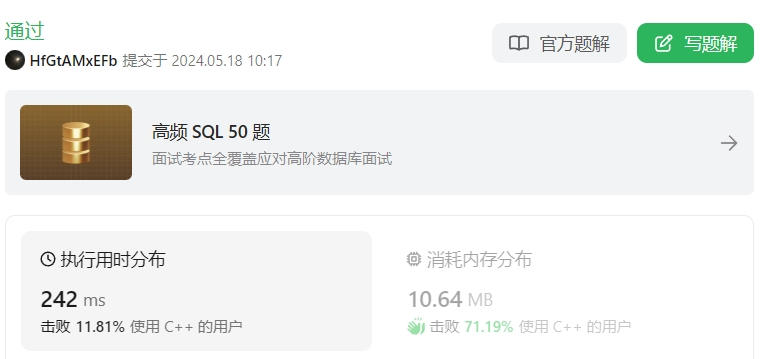 通过
HfGtAMxEFb 提交于 2024.05.18 10:17
官方题解
写题解
高频 SQL 50 题
面试考点全覆盖应对高阶数据库面试
执行用时分布
242 ms
击败 11.81% 使用 C++ 的用户
消耗内存分布
10.64 MB
击败 71.19% 使用 C++ 的用户